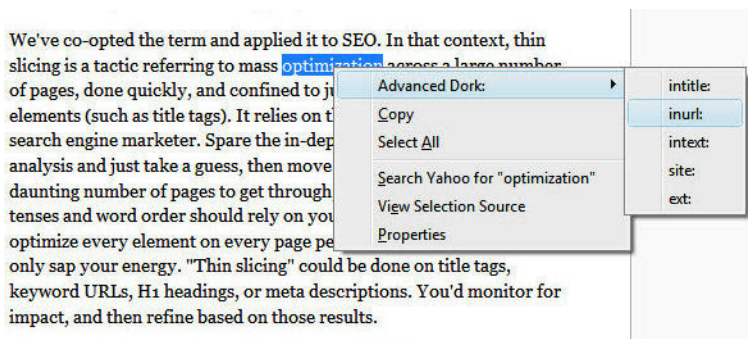 We've co-opted the term and applied it to SEO. In that context, thin
slicing is a tactic referring to mass optimization across a large number
of pages, done quickly, and confined to
elements (such as title tags). It relies on
search engine marketer. Spare the
analysis and just take a guess, then move
daunting number of pages to get through
tenses and word order should rely on
optimize every element on every page
only sap your energy. "Thin slicing" could be done on title tags,
keyword URLs, H1 headings, or meta descriptions. You'd monitor for
impact, and then refine based on those results.
Advanced Dork:
Copy
Select All
Search Yahoo for "optimization"
View Selection Source
Properties
intitle:
inurl:
intext:
site:
ext: